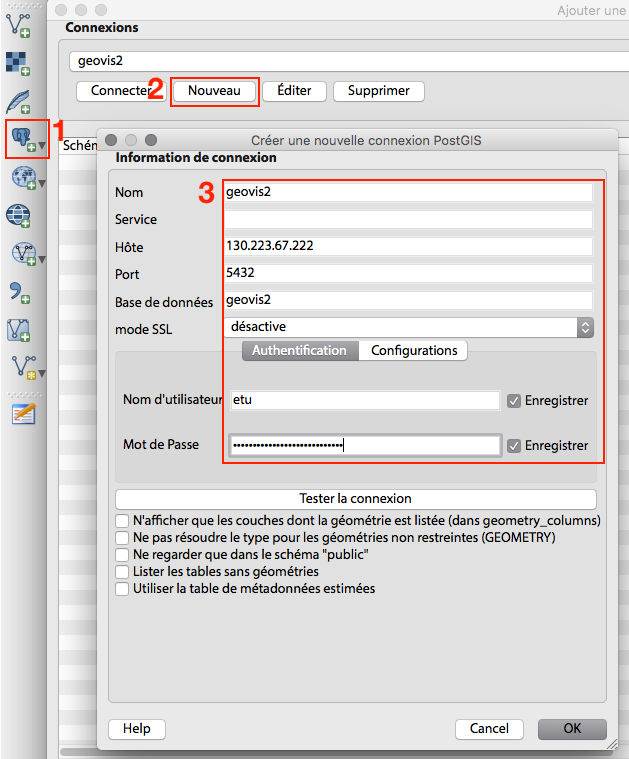 Ajouter une
Connexions
geovis2
Connecter
2
Nouveau
Éditer
Supprimer
1
Schém
Créer une nouvelle connexion PostGIS
Information de connexion
3
Nom
geovis2
Service
Hôte
130.223.67.222
Port
5432
Base de données
geovis2
mode SSL
désactive
Authentification
Configurations
Nom d'utilisateur
etu
Enregistrer
Mot de Passe
Enregistrer
Tester la connexion
N'afficher que les couches dont la géométrie est listée (dans geometry_columns)
Ne pas résoudre le type pour les géométries non restreintes (GEOMETRY)
Ne regarder que dans le schéma "public"
Lister les tables sans géométries
Utiliser la table de métadonnées estimées
Help
Cancel
OK